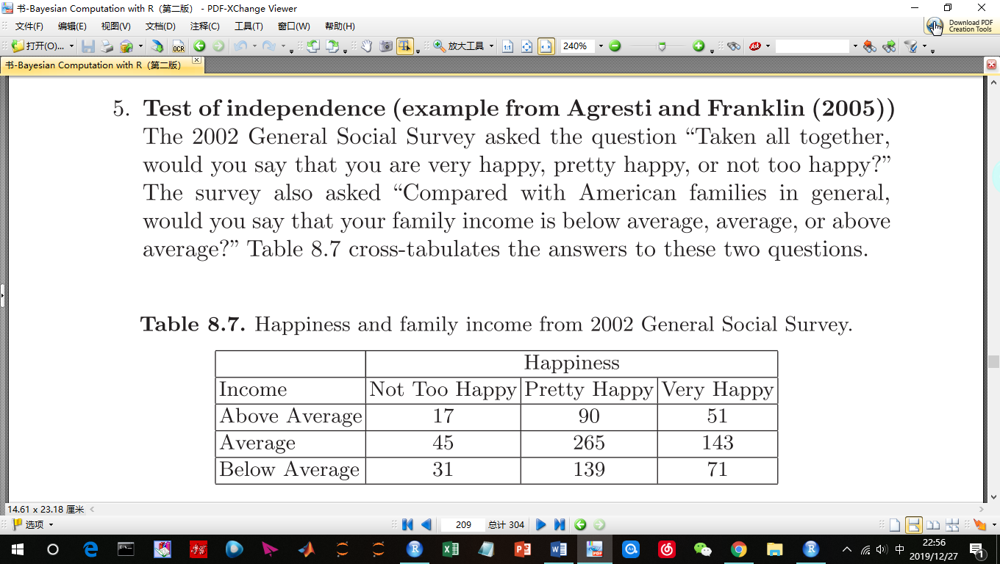 书-Bayesian Computation with R（第二版） - PDF-XChange Viewer
文件(F) 编辑(E) 视图(V) 文档(D) 注释(C) 工具(T) 窗口(W) 帮助(H)
Download PDF
Creation Tools
打开(O)... OCR 放大工具 1:1 240%
书-Bayesian Computation with R（第二版）
5. Test of independence (example from Agresti and Franklin (2005))
The 2002 General Social Survey asked the question “Taken all together,
would you say that you are very happy, pretty happy, or not too happy?”
The survey also asked “Compared with American families in general,
would you say that your family income is below average, average, or above
average?” Table 8.7 cross-tabulates the answers to these two questions.
Table 8.7. Happiness and family income from 2002 General Social Survey.
Happiness
Income Not Too Happy Pretty Happy Very Happy
Above Average 17 90 51
Average 45 265 143
Below Average 31 139 71
14.61 x 23.18 厘米
选项 209 总计 304
中 22:56
2019/12/27 1